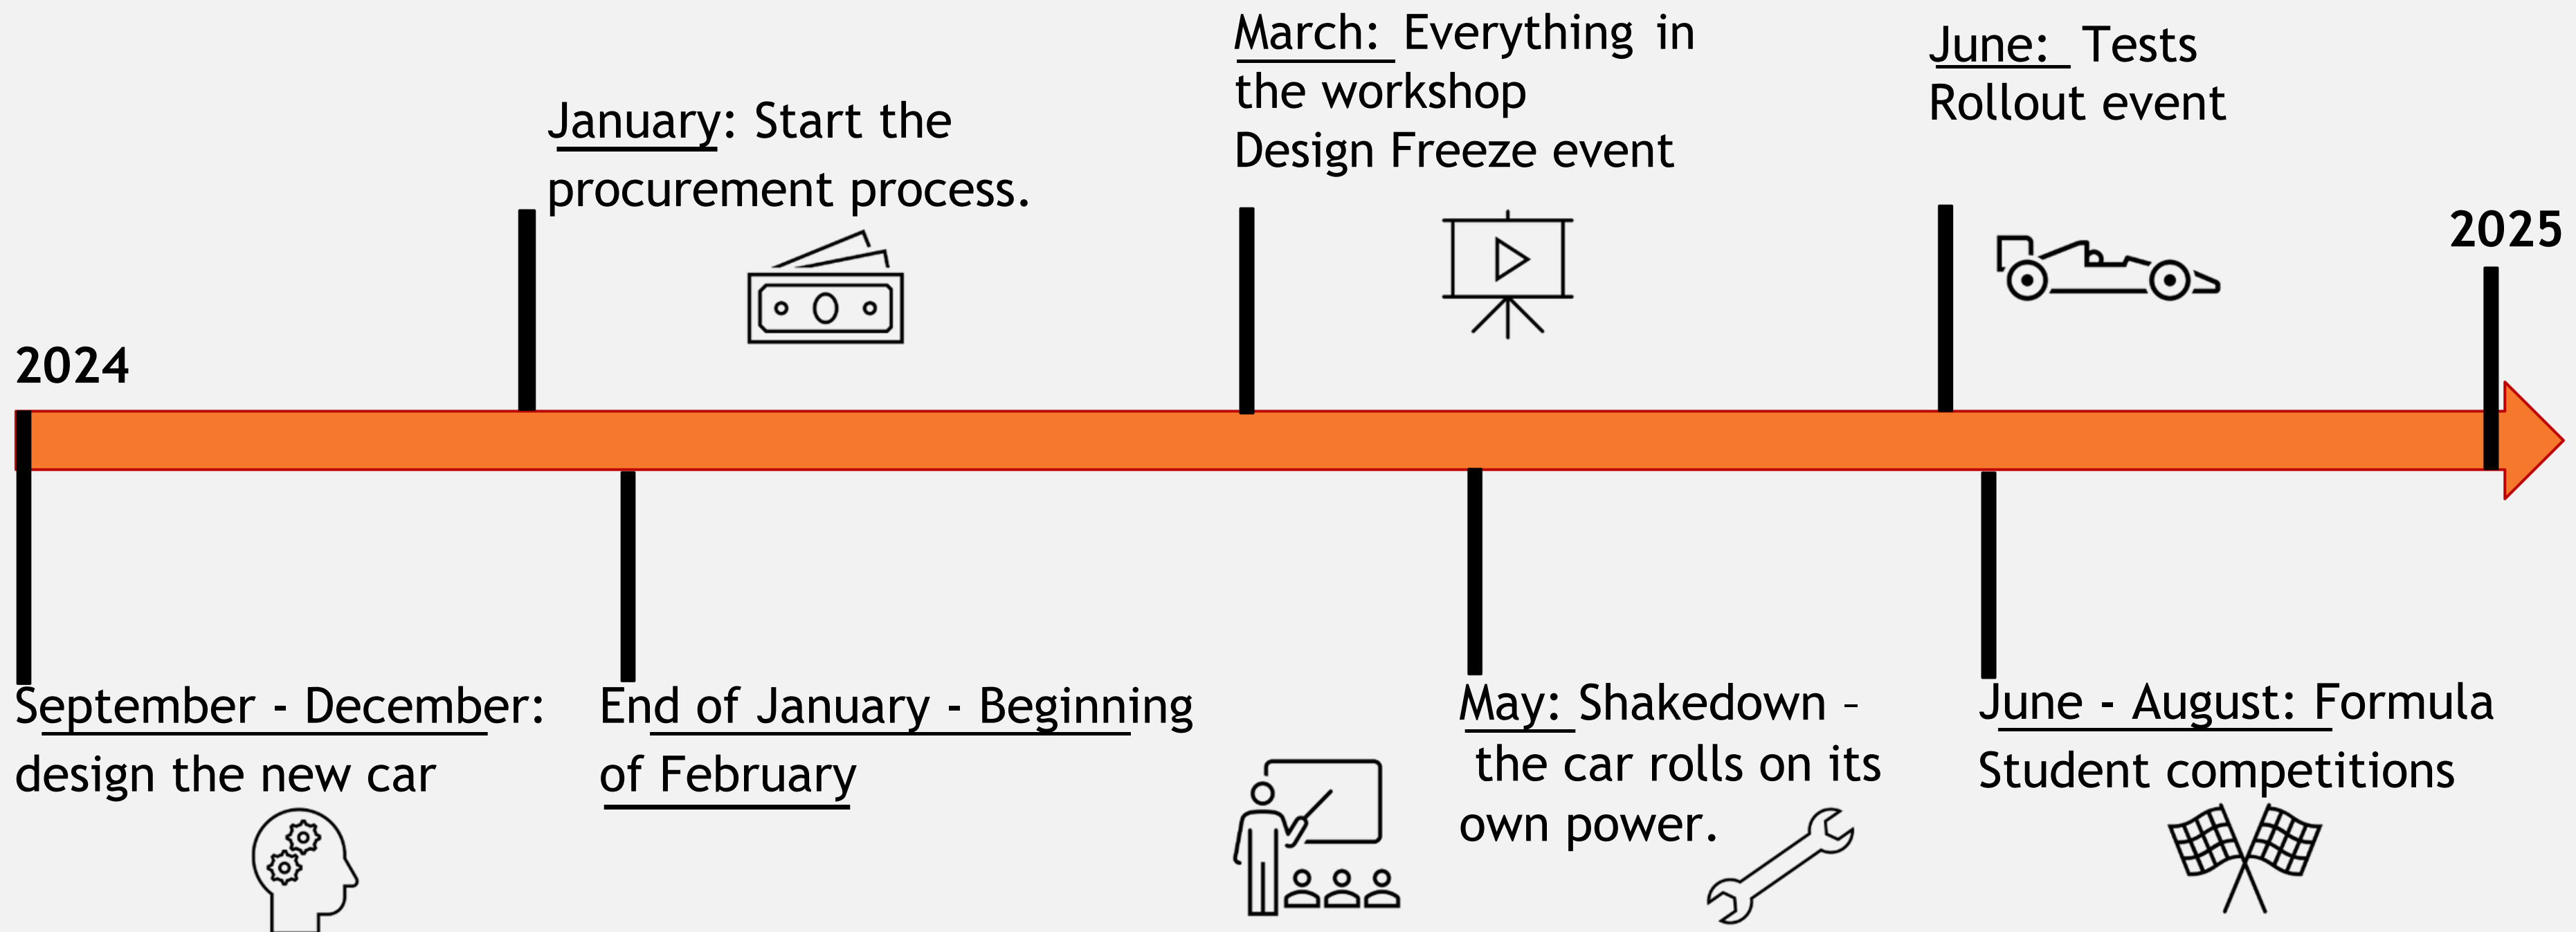 March: Everything in
the workshop
Design Freeze event
June: Tests
Rollout event
January: Start the
procurement process.
2025
2024
September - December:
design the new car
End of January - Beginning
of February
May: Shakedown –
the car rolls on its
own power.
June - August: Formula
Student competitions